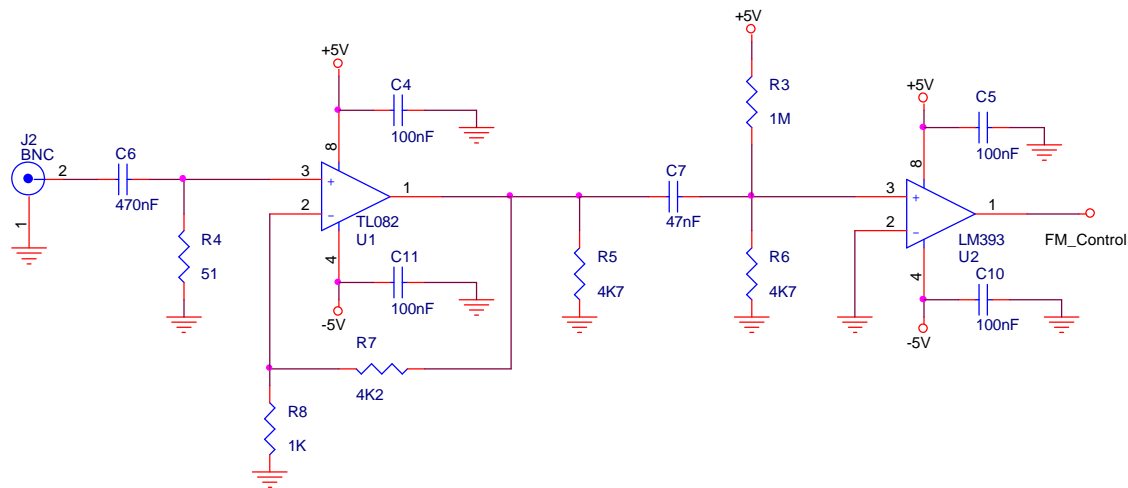 +5V
+5V
R3
1M
C4
100nF
8
+5V
C5
100nF
8
J2
BNC
2
1
C6
470nF
R4
51
3
2
+
−
1
TL082
U1
4
C11
100nF
-5V
R5
4K7
C7
47nF
R6
4K7
3
2
+
−
1
LM393
U2
FM_Control
4
C10
100nF
-5V
R7
4K2
R8
1K